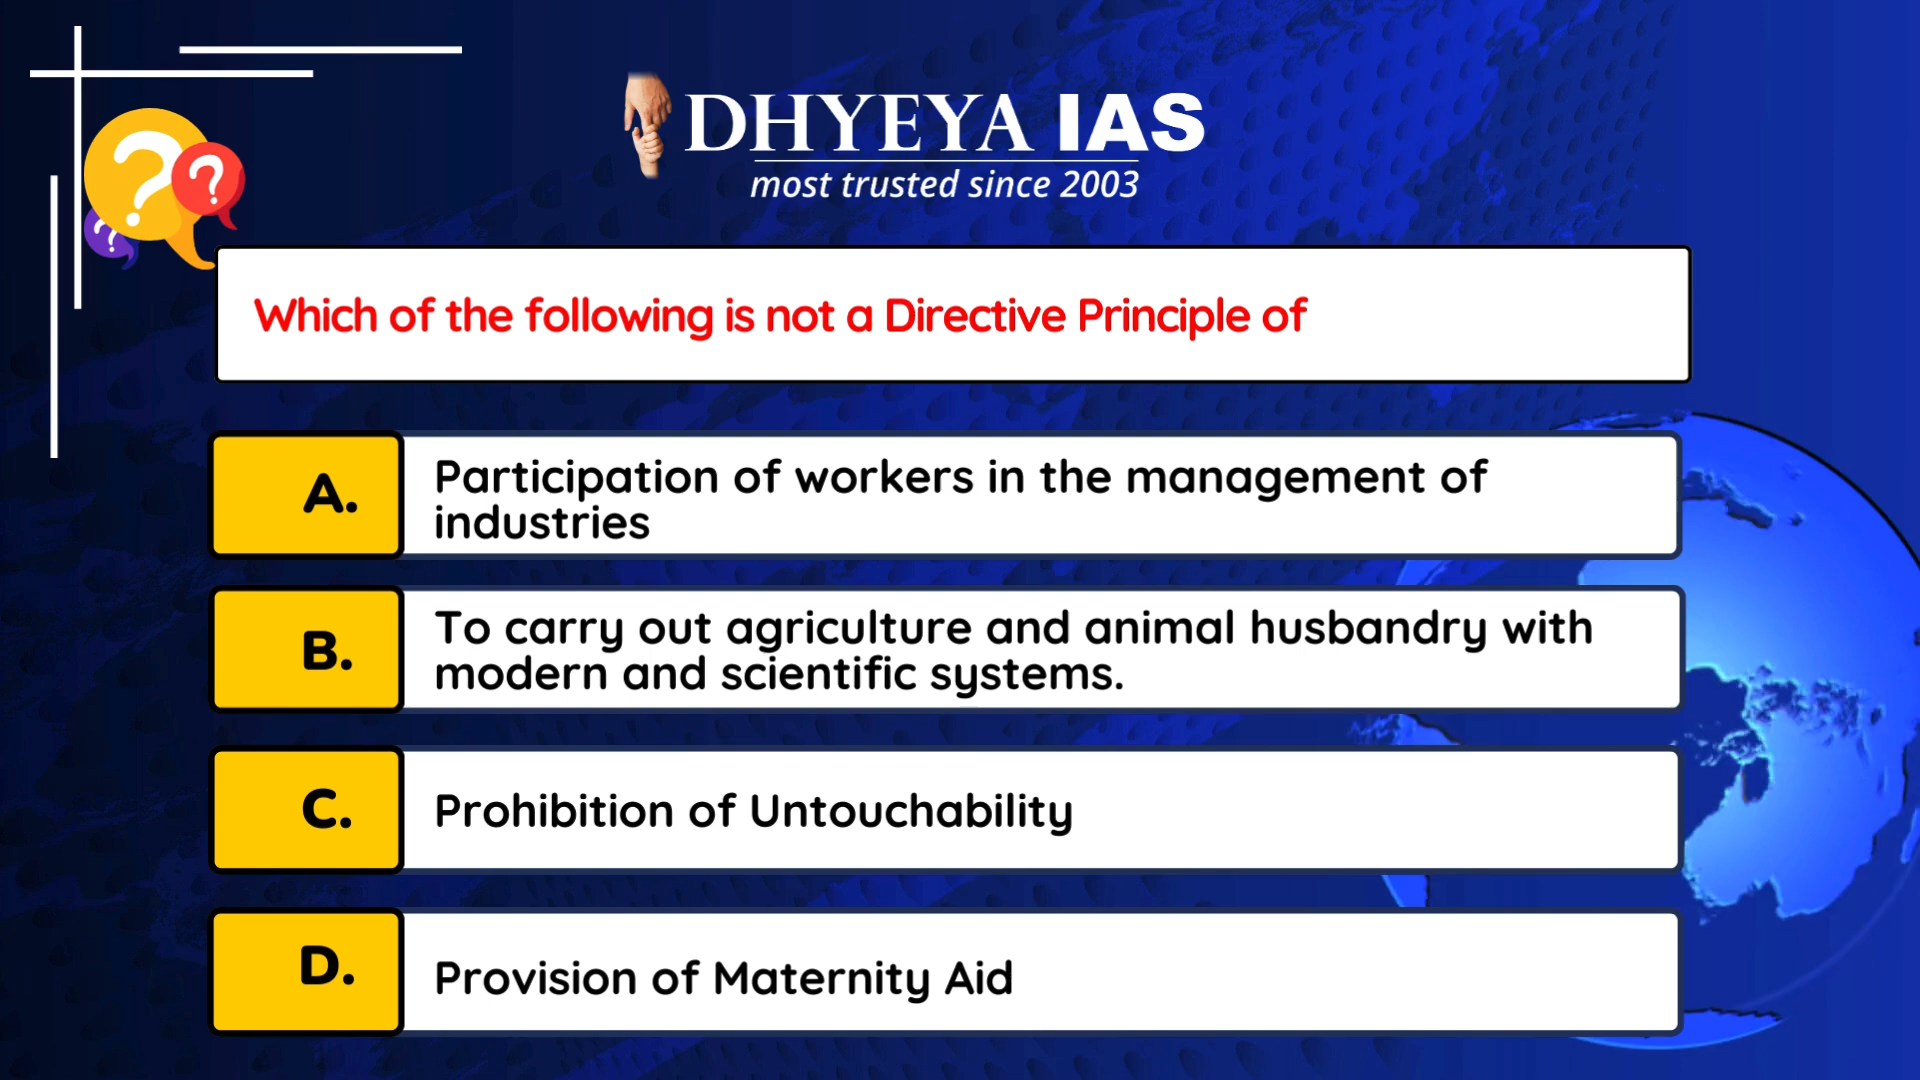 DHYEYA IAS
most trusted since 2003
Which of the following is not a Directive Principle of
A.
Participation of workers in the management of
industries
B.
To carry out agriculture and animal husbandry with
modern and scientific systems.
C.
Prohibition of Untouchability
D.
Provision of Maternity Aid